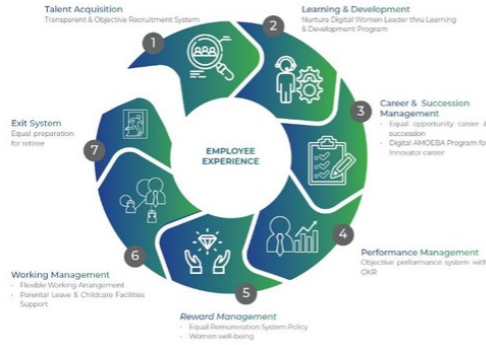 Talent Acquisition
Transparent & Objective Recruitment System
1
2
Learning & Development
Nurture Digital Women Leader thru Learning
& Development Program
3
Career & Succession
Management
- Equal opportunity career &
succession
- Digital AMOEBA Program fo
Innovator career
4
Performance Management
Objective performance system with
OKR
5
Reward Management
- Equal Remuneration System Policy
- Women well-being
6
Working Management
- Flexible Working Arrangement
- Parental Leave & Childcare Facilities
Support
7
Exit System
Equal preparation
for retiree
EMPLOYEE
EXPERIENCE